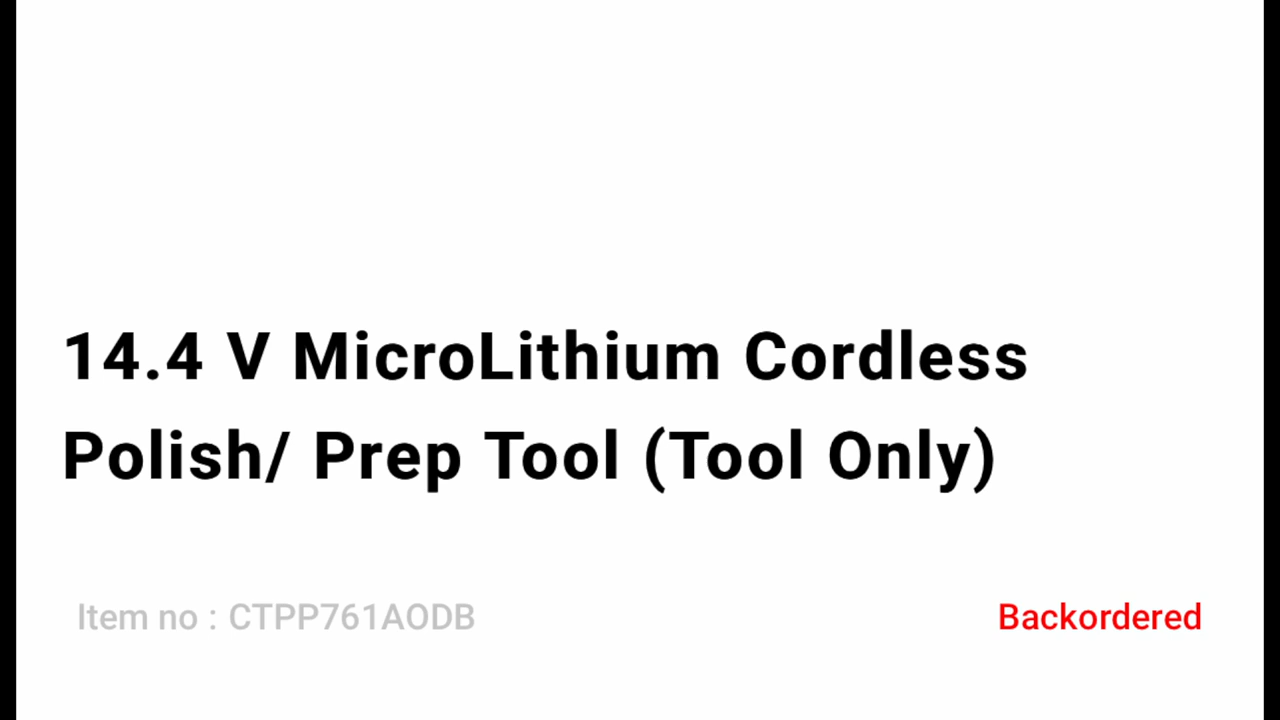 14.4 V MicroLithium Cordless
Polish/ Prep Tool (Tool Only)
Item no : CTPP761AODB
Backordered